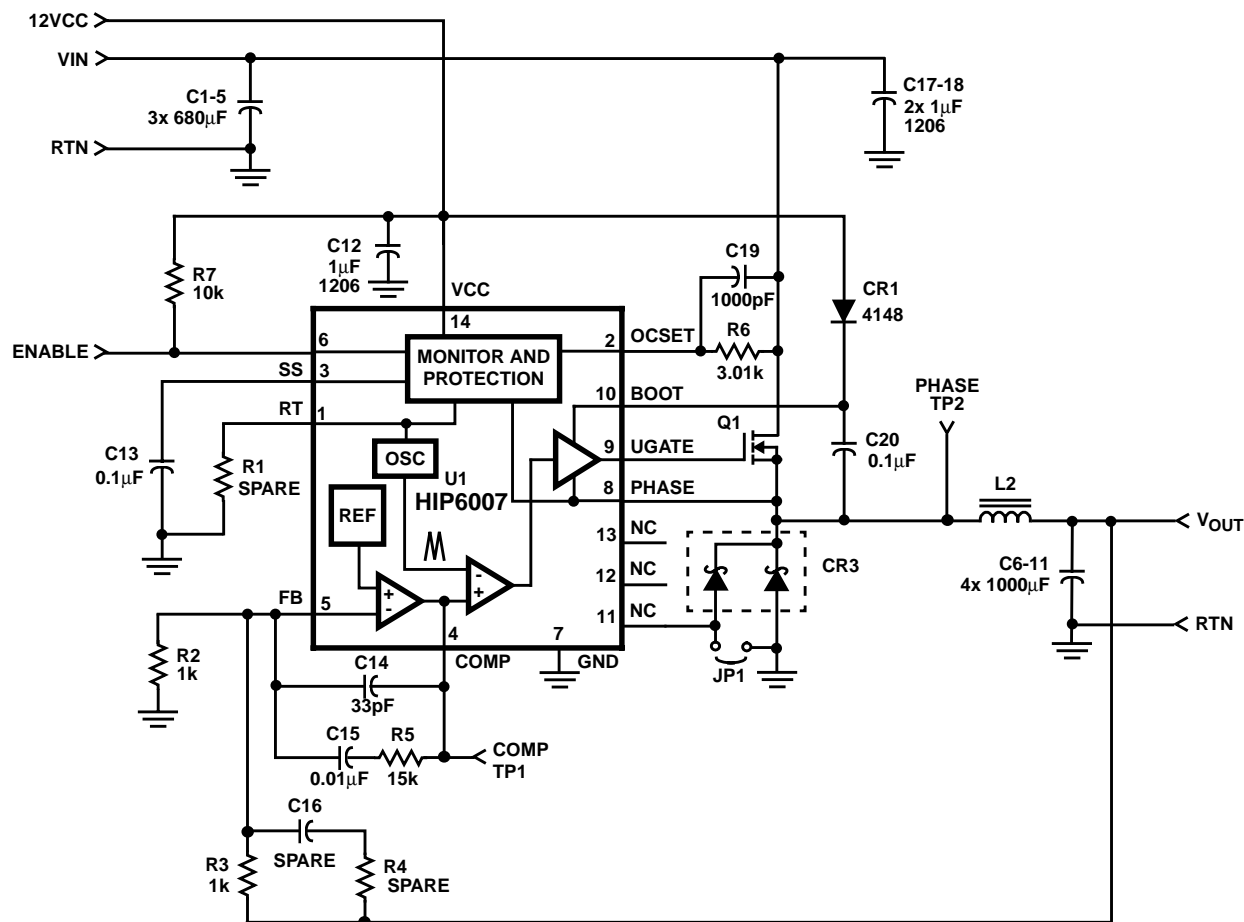 12VCC
VIN
C1-5
3x 680µF
RTN
C17-18
2x 1µF
1206
C12
1µF
1206
R7
10k
VCC
14
C19
1000pF
CR1
4148
ENABLE
6
MONITOR AND
PROTECTION
2
OCSET
R6
3.01k
SS
3
10
BOOT
PHASE
TP2
RT
1
Q1
C13
0.1µF
R1
SPARE
OSC
U1
HIP6007
9
UGATE
C20
0.1µF
8
PHASE
L2
REF
13
NC
VOUT
CR3
12
NC
C6-11
4x 1000µF
-
+
+
-
FB
5
11
NC
RTN
4
COMP
7
GND
R2
1k
JP1
C14
33pF
C15
0.01µF
R5
15k
COMP
TP1
C16
SPARE
R3
1k
R4
SPARE